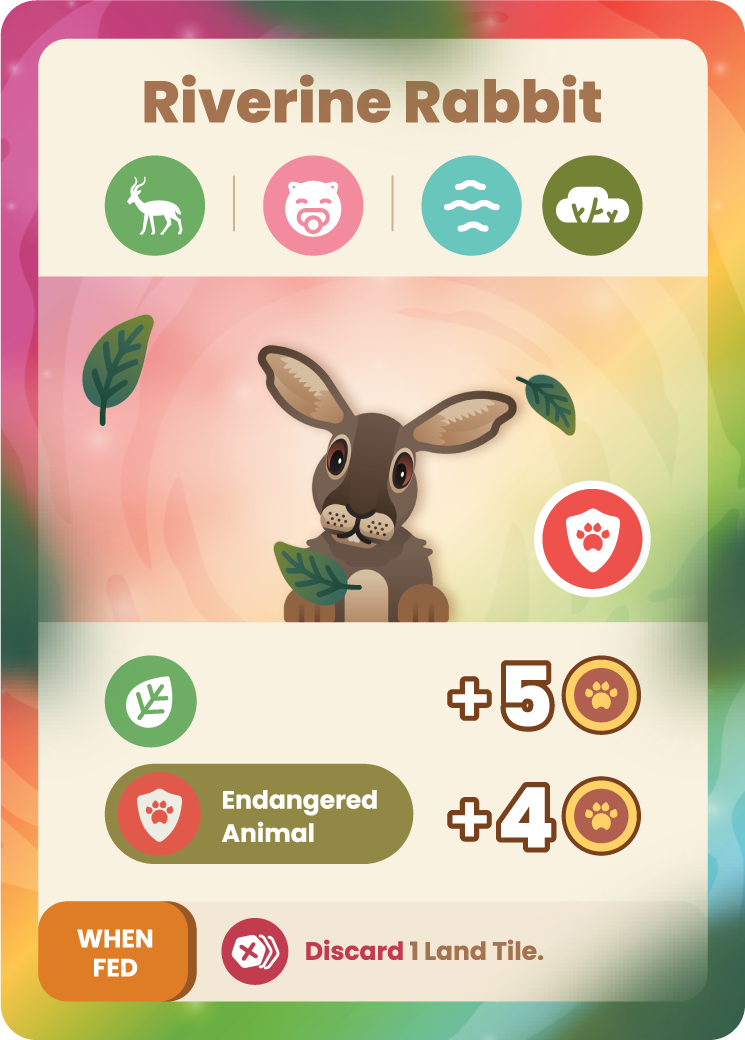 Riverine Rabbit
+5
Endangered
Animal
+4
WHEN
FED
Discard 1 Land Tile.